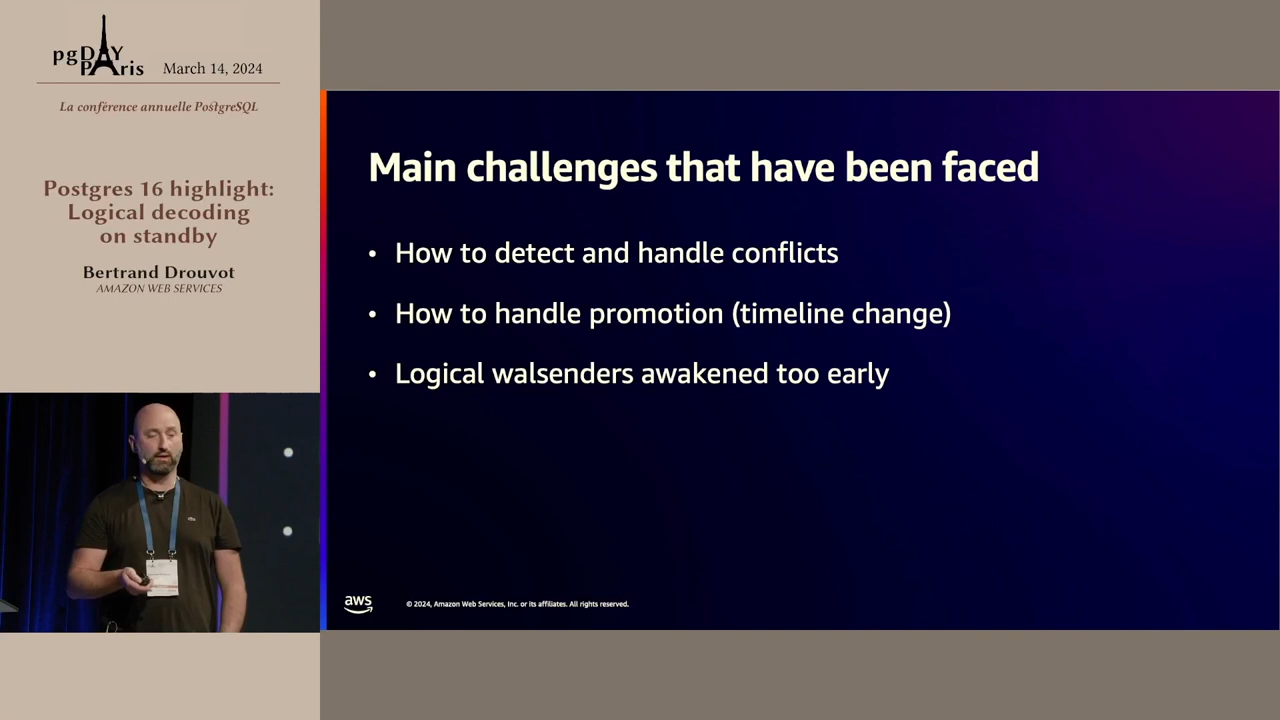 pgDAY PAris
March 14, 2024
La conférence annuelle PostgreSQL
Postgres 16 highlight:
Logical decoding
on standby
Bertrand Drouvot
AMAZON WEB SERVICES
Main challenges that have been faced
• How to detect and handle conflicts
• How to handle promotion (timeline change)
• Logical walsenders awakened too early
aws
© 2024, Amazon Web Services, Inc. or its affiliates. All rights reserved.